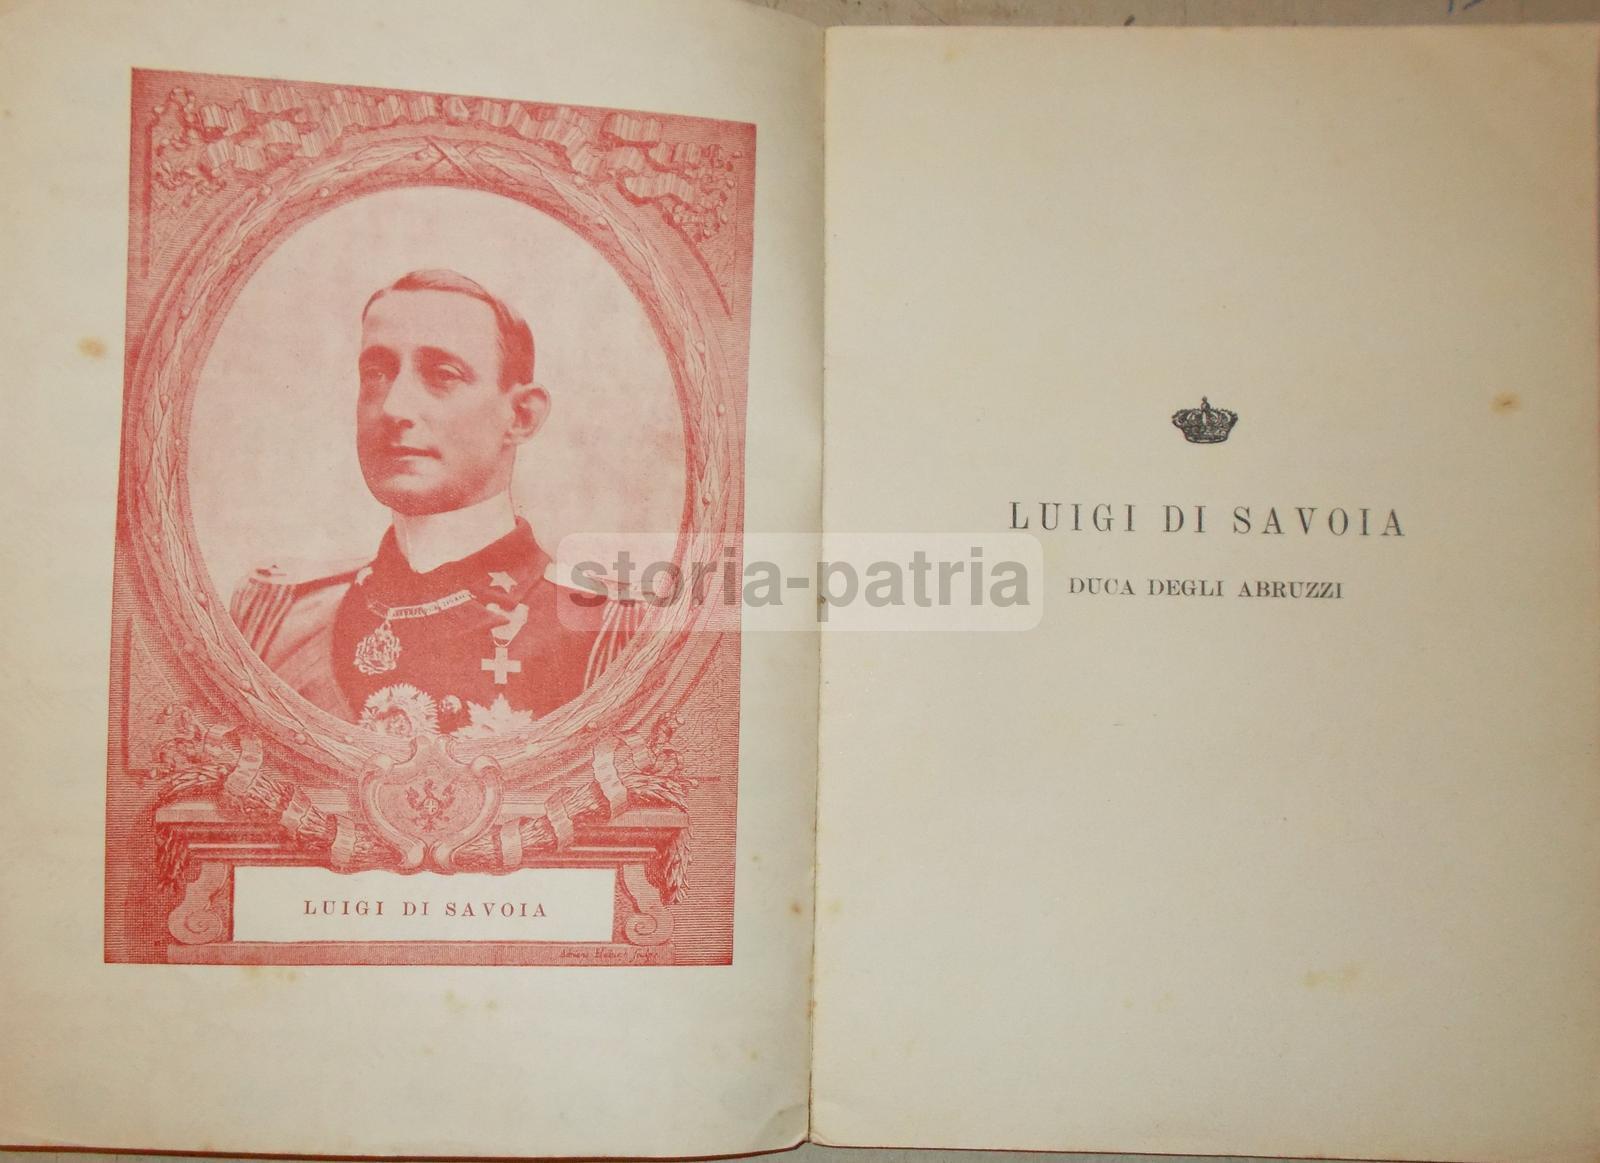 LUIGI DI SAVOIA
LUIGI DI SAVOIA
DUCA DEGLI ABRUZZI
storia-patria